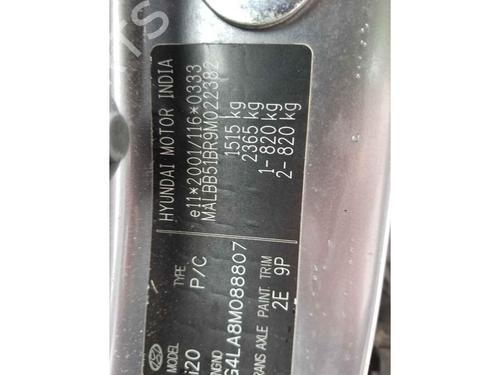 HYUNDAI MOTOR INDIA
e11*2001/116*0333
MALBB51BR9M022382
1515 kg
2365 kg
1- 820 kg
2- 820 kg
TYPE
P/C
G4LA8M088807
TRANS AXLE PAINT, TRIM
2E 9P
MODEL
i20
ENGNO